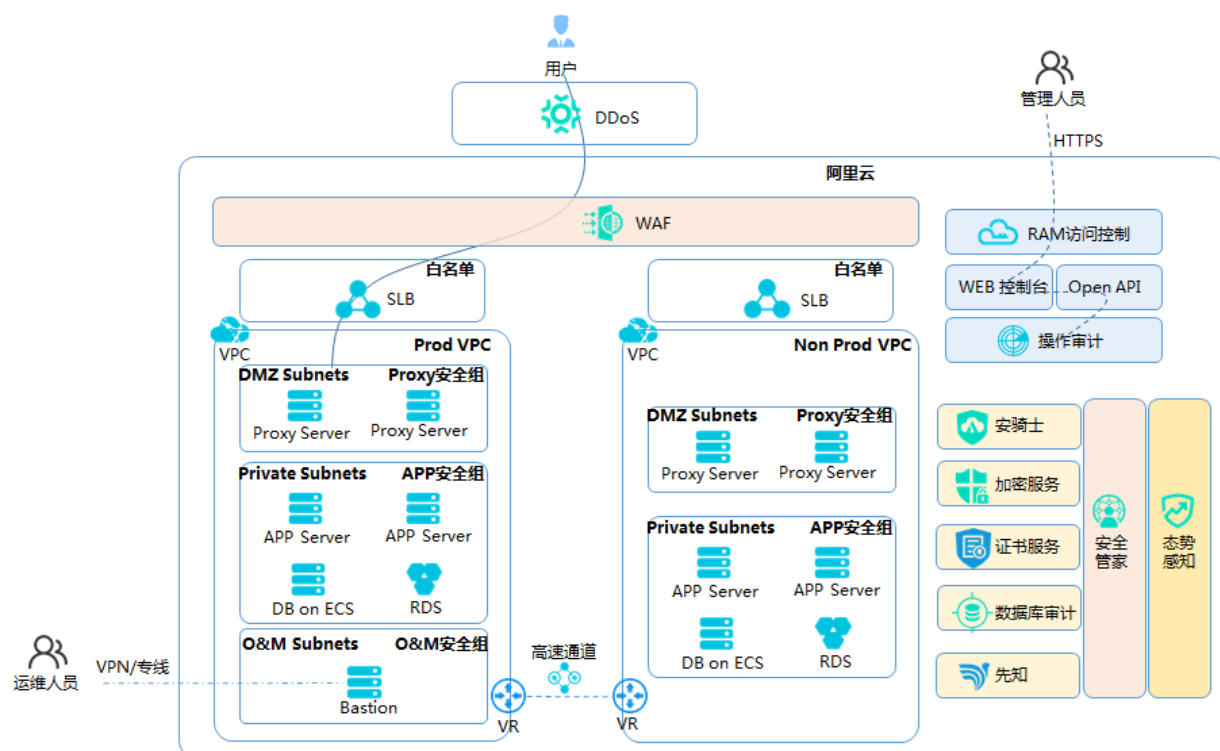 用户
DDoS
管理人员
HTTPS
阿里云
WAF
RAM访问控制
白名单
SLB
白名单
SLB
WEB 控制台
Open API
操作审计
VPC
Prod VPC
VPC
Non Prod VPC
DMZ Subnets
Proxy安全组
Proxy Server
Proxy Server
DMZ Subnets
Proxy安全组
Proxy Server
Proxy Server
Private Subnets
APP安全组
APP Server
APP Server
DB on ECS
RDS
Private Subnets
APP安全组
APP Server
APP Server
DB on ECS
RDS
O&M Subnets
O&M安全组
Bastion
运维人员
VPN/专线
高速通道
VR
VR
安骑士
加密服务
证书服务
数据库审计
先知
安全
管家
态势
感知